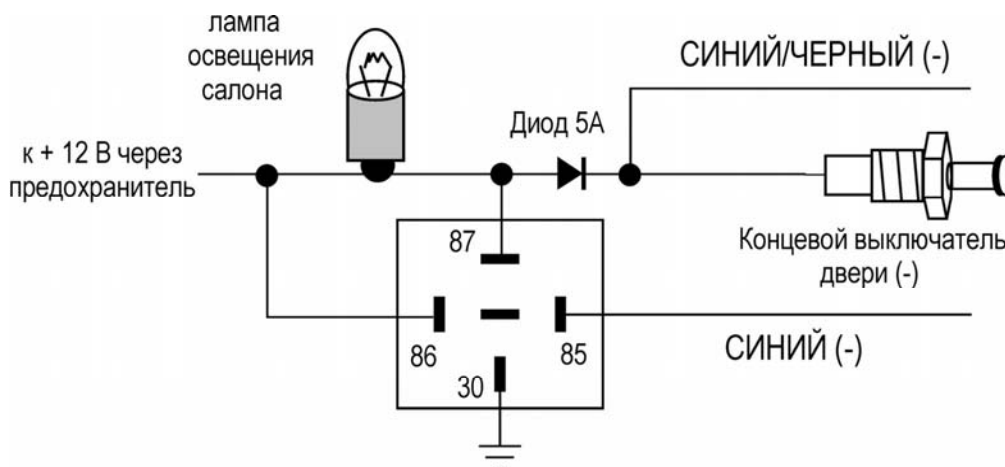 лампа
освещения
салона
СИНИЙ/ЧЕРНЫЙ (-)
Диод 5А
к + 12 В через
предохранитель
Концевой выключатель
двери (-)
87
86
85
30
СИНИЙ (-)